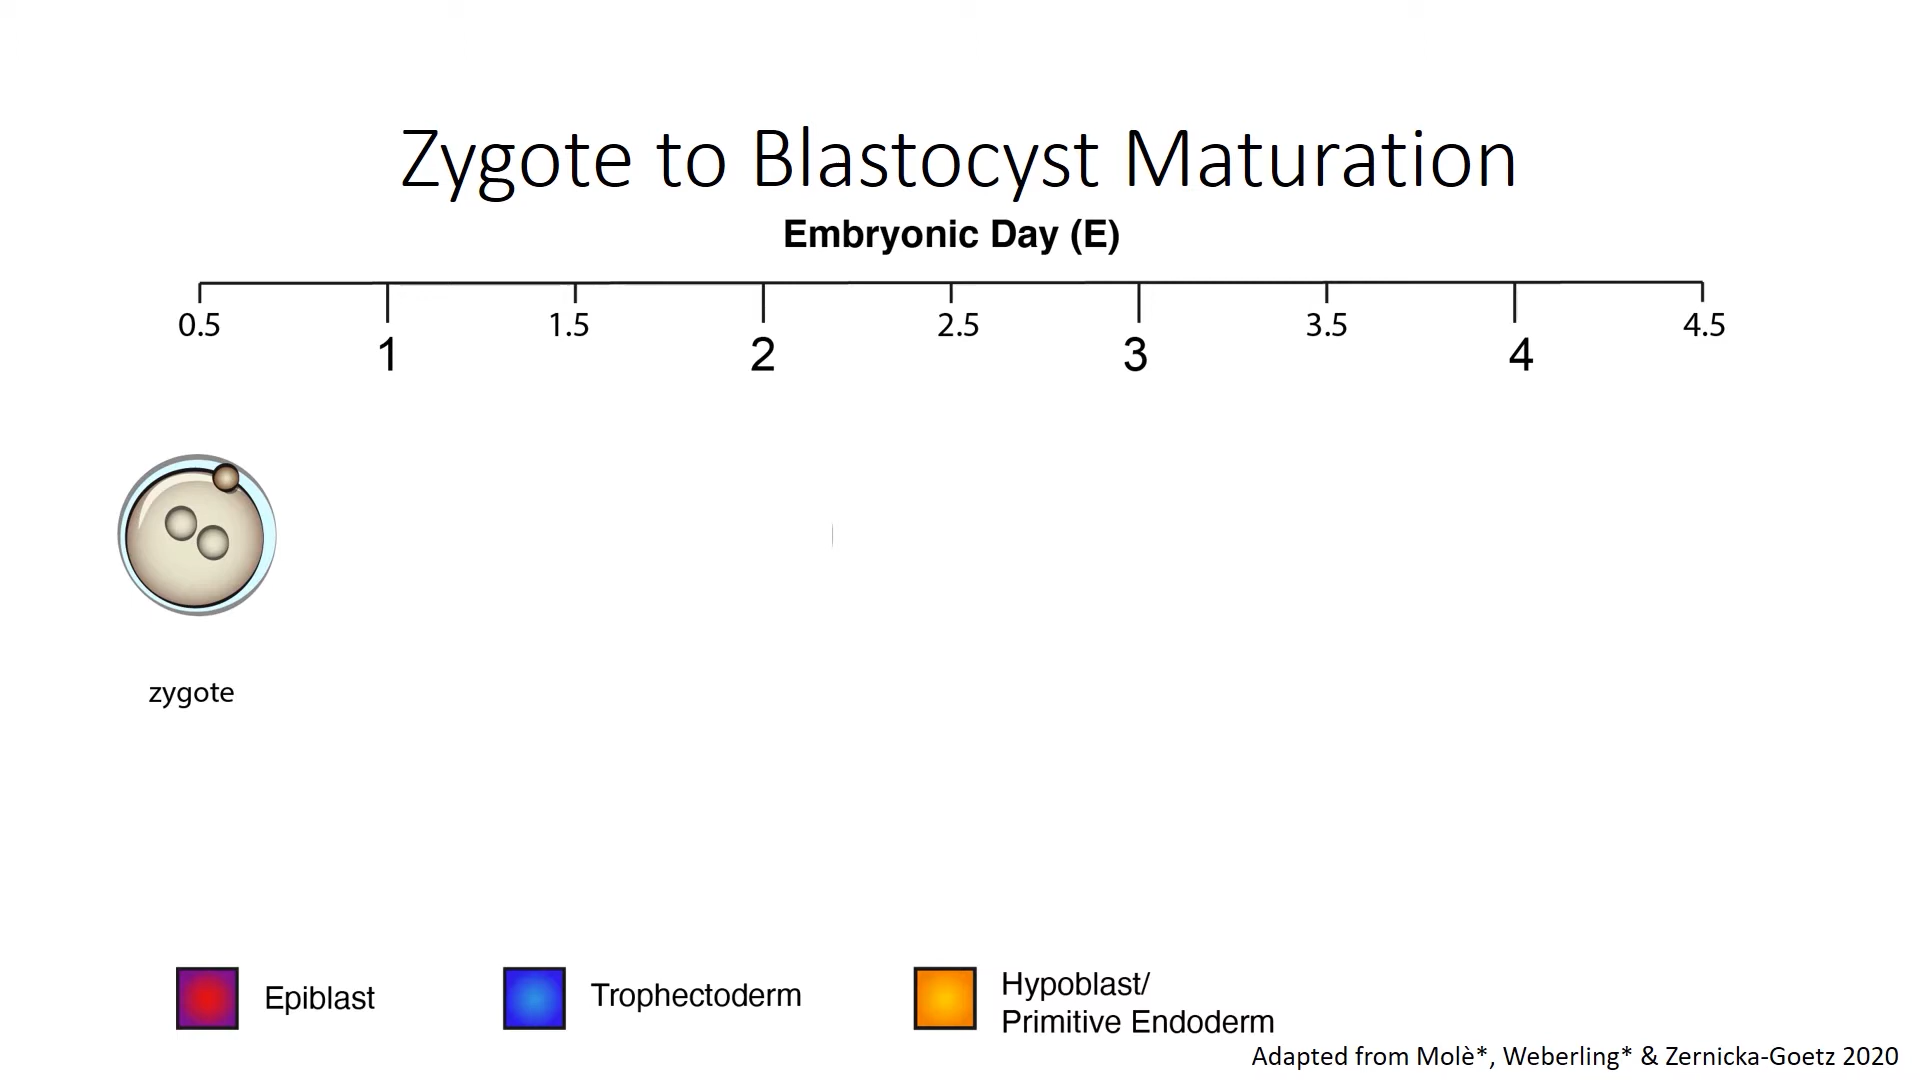 Zygote to Blastocyst Maturation
Embryonic Day (E)
0.5 1 1.5 2 2.5 3 3.5 4 4.5
zygote
Epiblast
Trophectoderm
Hypoblast/
Primitive Endoderm
Adapted from Molè*, Weberling* & Zernicka-Goetz 2020